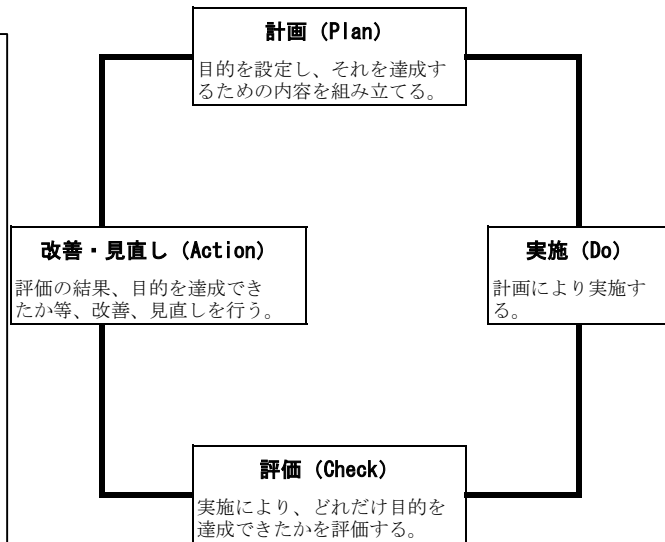 計画（Plan）
目的を設定し、それを達成す
るための内容を組み立てる。
改善・見直し（Action）
評価の結果、目的を達成でき
たか等、改善、見直しを行う。
実施（Do）
計画により実施す
る。
評価（Check）
実施により、どれだけ目的を
達成できたかを評価する。